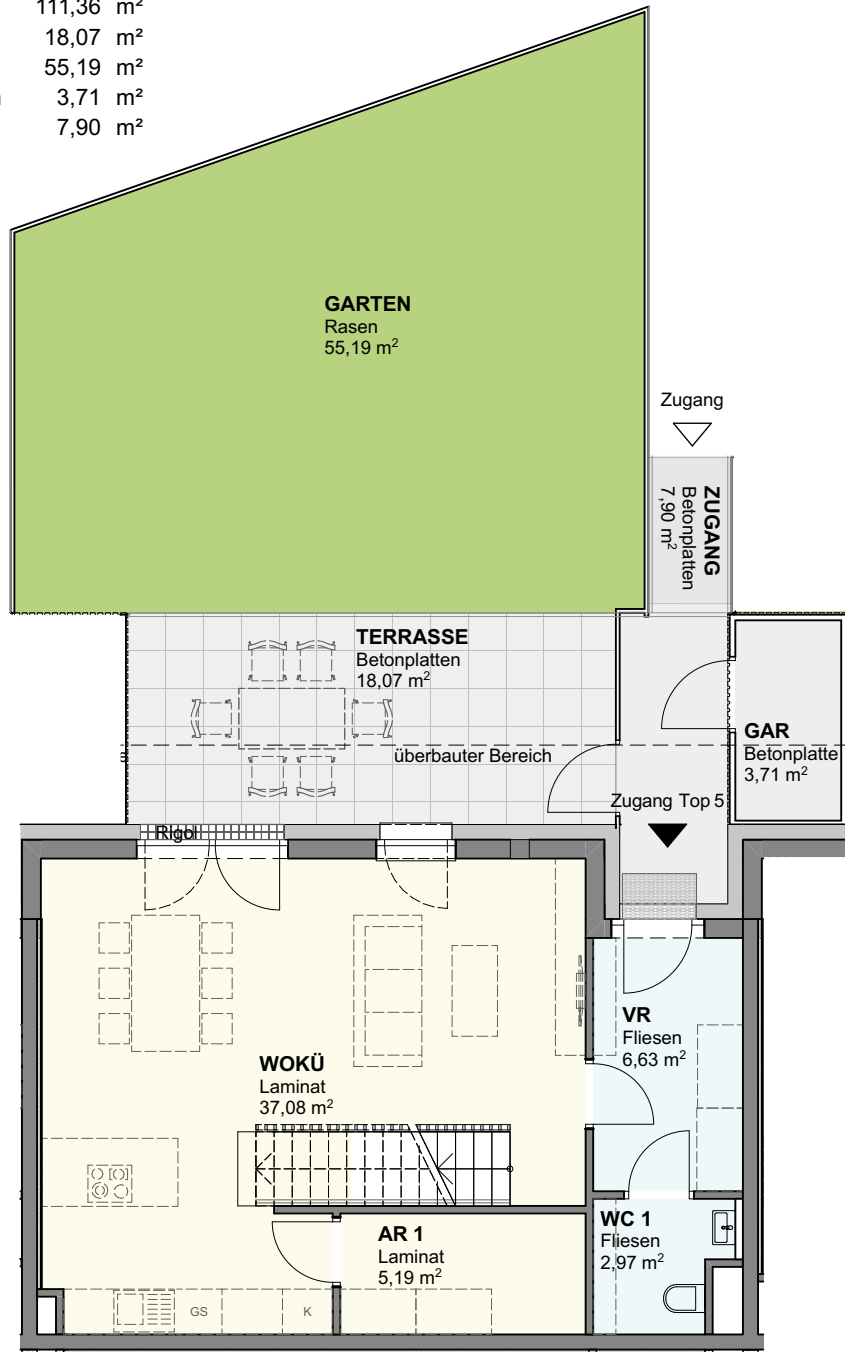 111,36 m²
18,07 m²
55,19 m²
3,71 m²
7,90 m²
GARTEN
Rasen
55,19 m²
Zugang
ZUGANG
Betonplatten
7,90 m²
TERRASSE
Betonplatten
18,07 m²
überbauter Bereich
GAR
Betonplatte
3,71 m²
Zugang Top 5
Rigol
VR
Fliesen
6,63 m²
WOKÜ
Laminat
37,08 m²
AR 1
Laminat
5,19 m²
WC 1
Fliesen
2,97 m²
GS
K